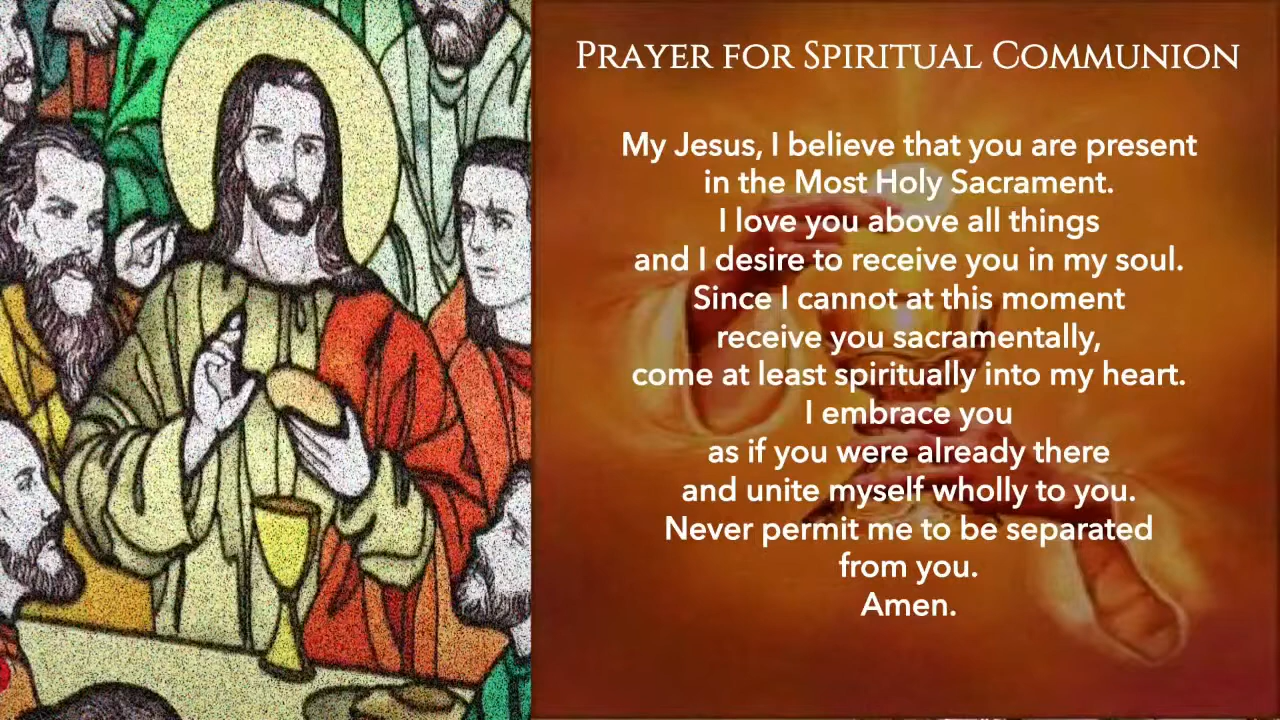 Prayer for Spiritual Communion
My Jesus, I believe that you are present
in the Most Holy Sacrament.
I love you above all things
and I desire to receive you in my soul.
Since I cannot at this moment
receive you sacramentally,
come at least spiritually into my heart.
I embrace you
as if you were already there
and unite myself wholly to you.
Never permit me to be separated
from you.
Amen.